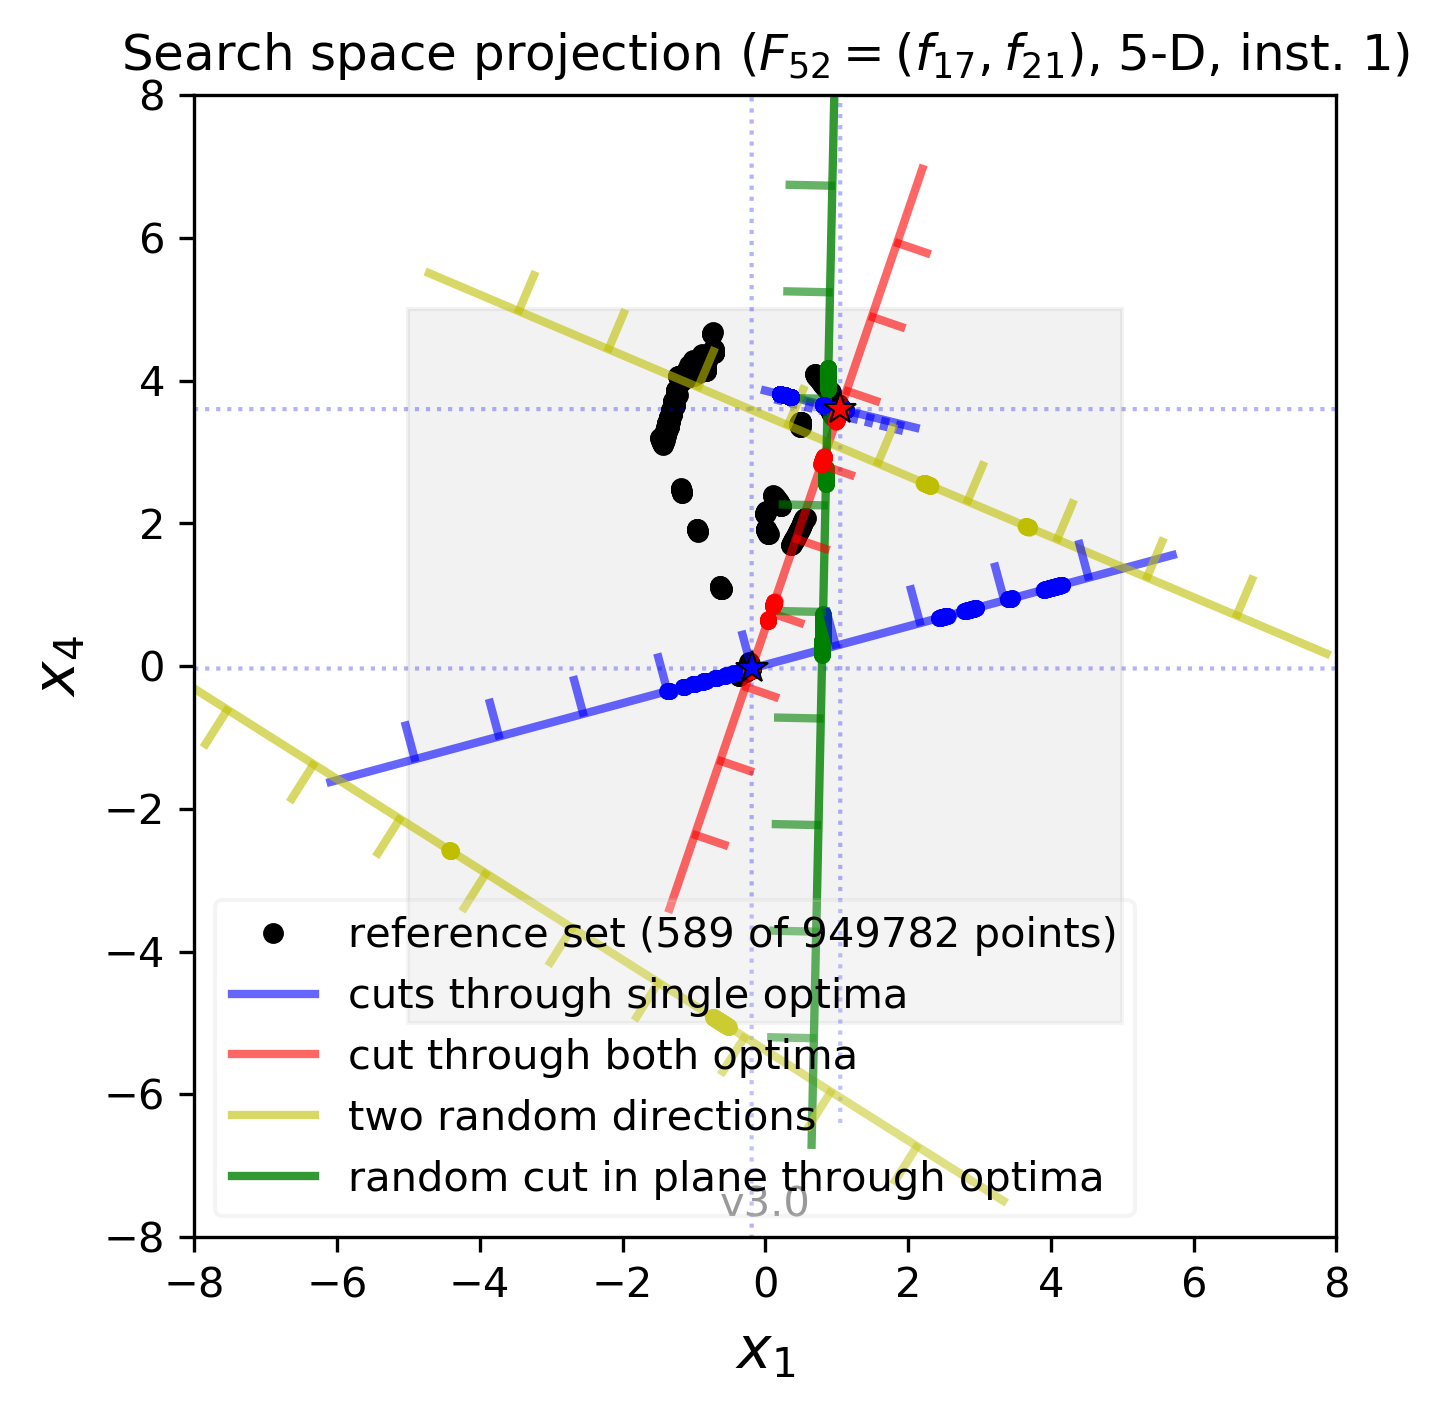 Search space projection (F₅₂ = (f₁₇, f₂₁), 5-D, inst. 1)
8
6
4
2
0
−2
−4
−6
−8
x₄
reference set (589 of 949782 points)
cuts through single optima
cut through both optima
two random directions
random cut in plane through optima
v3.0
−8 −6 −4 −2 0 2 4 6 8
x₁